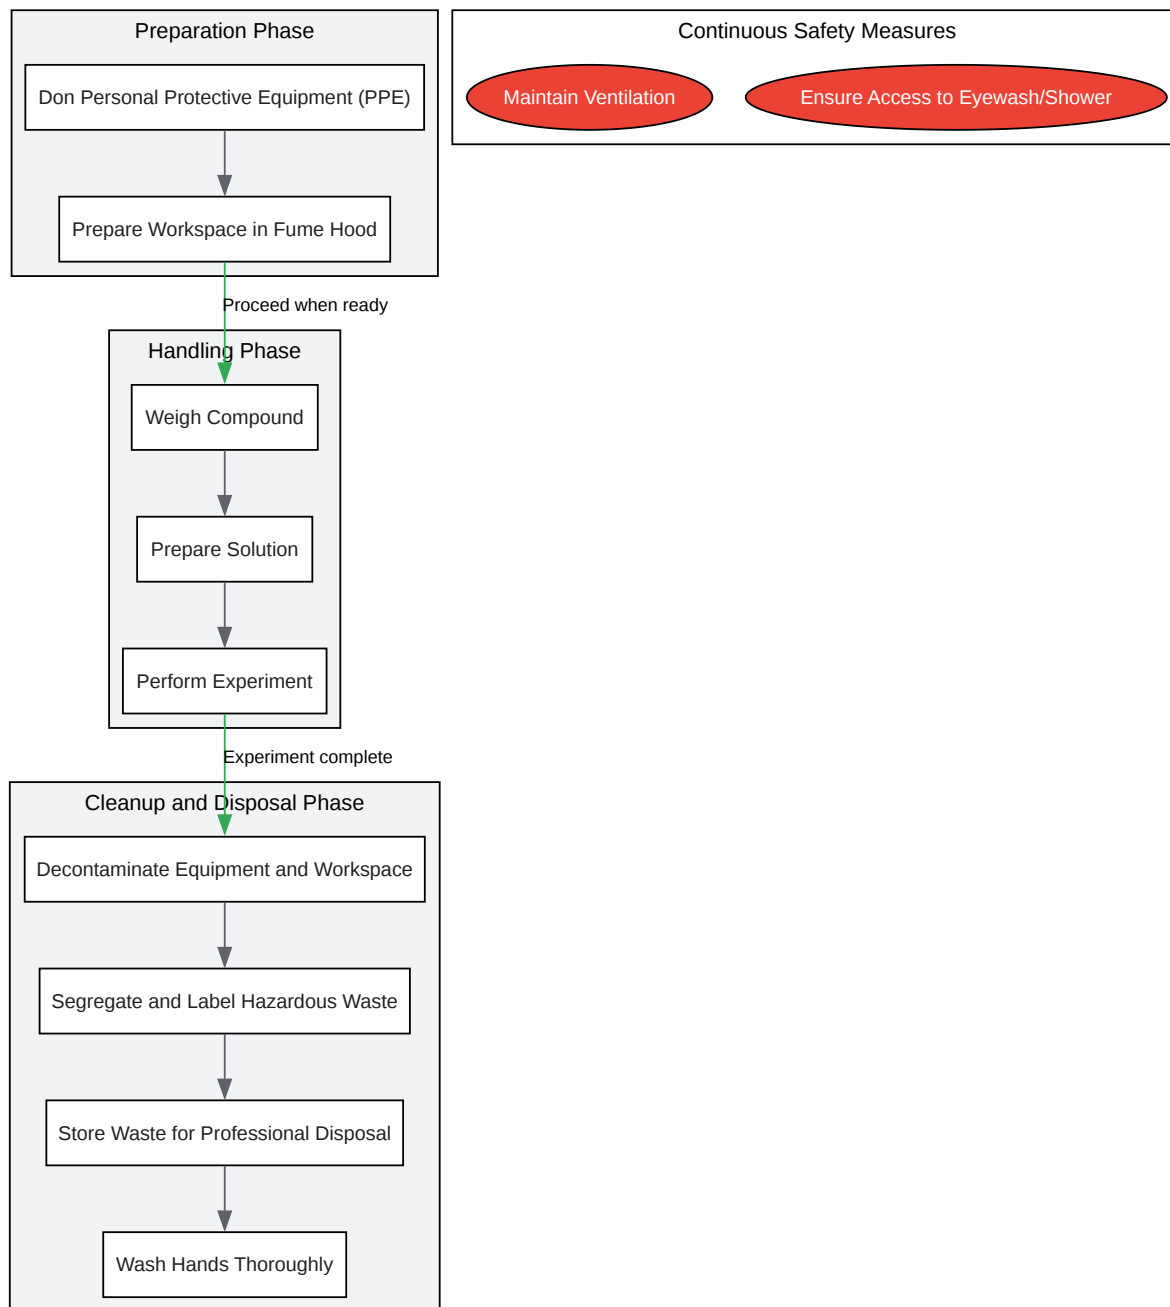 Preparation Phase
Don Personal Protective Equipment (PPE)
Prepare Workspace in Fume Hood
Proceed when ready
Handling Phase
Weigh Compound
Prepare Solution
Perform Experiment
Experiment complete
Cleanup and Disposal Phase
Decontaminate Equipment and Workspace
Segregate and Label Hazardous Waste
Store Waste for Professional Disposal
Wash Hands Thoroughly
Continuous Safety Measures
Maintain Ventilation
Ensure Access to Eyewash/Shower